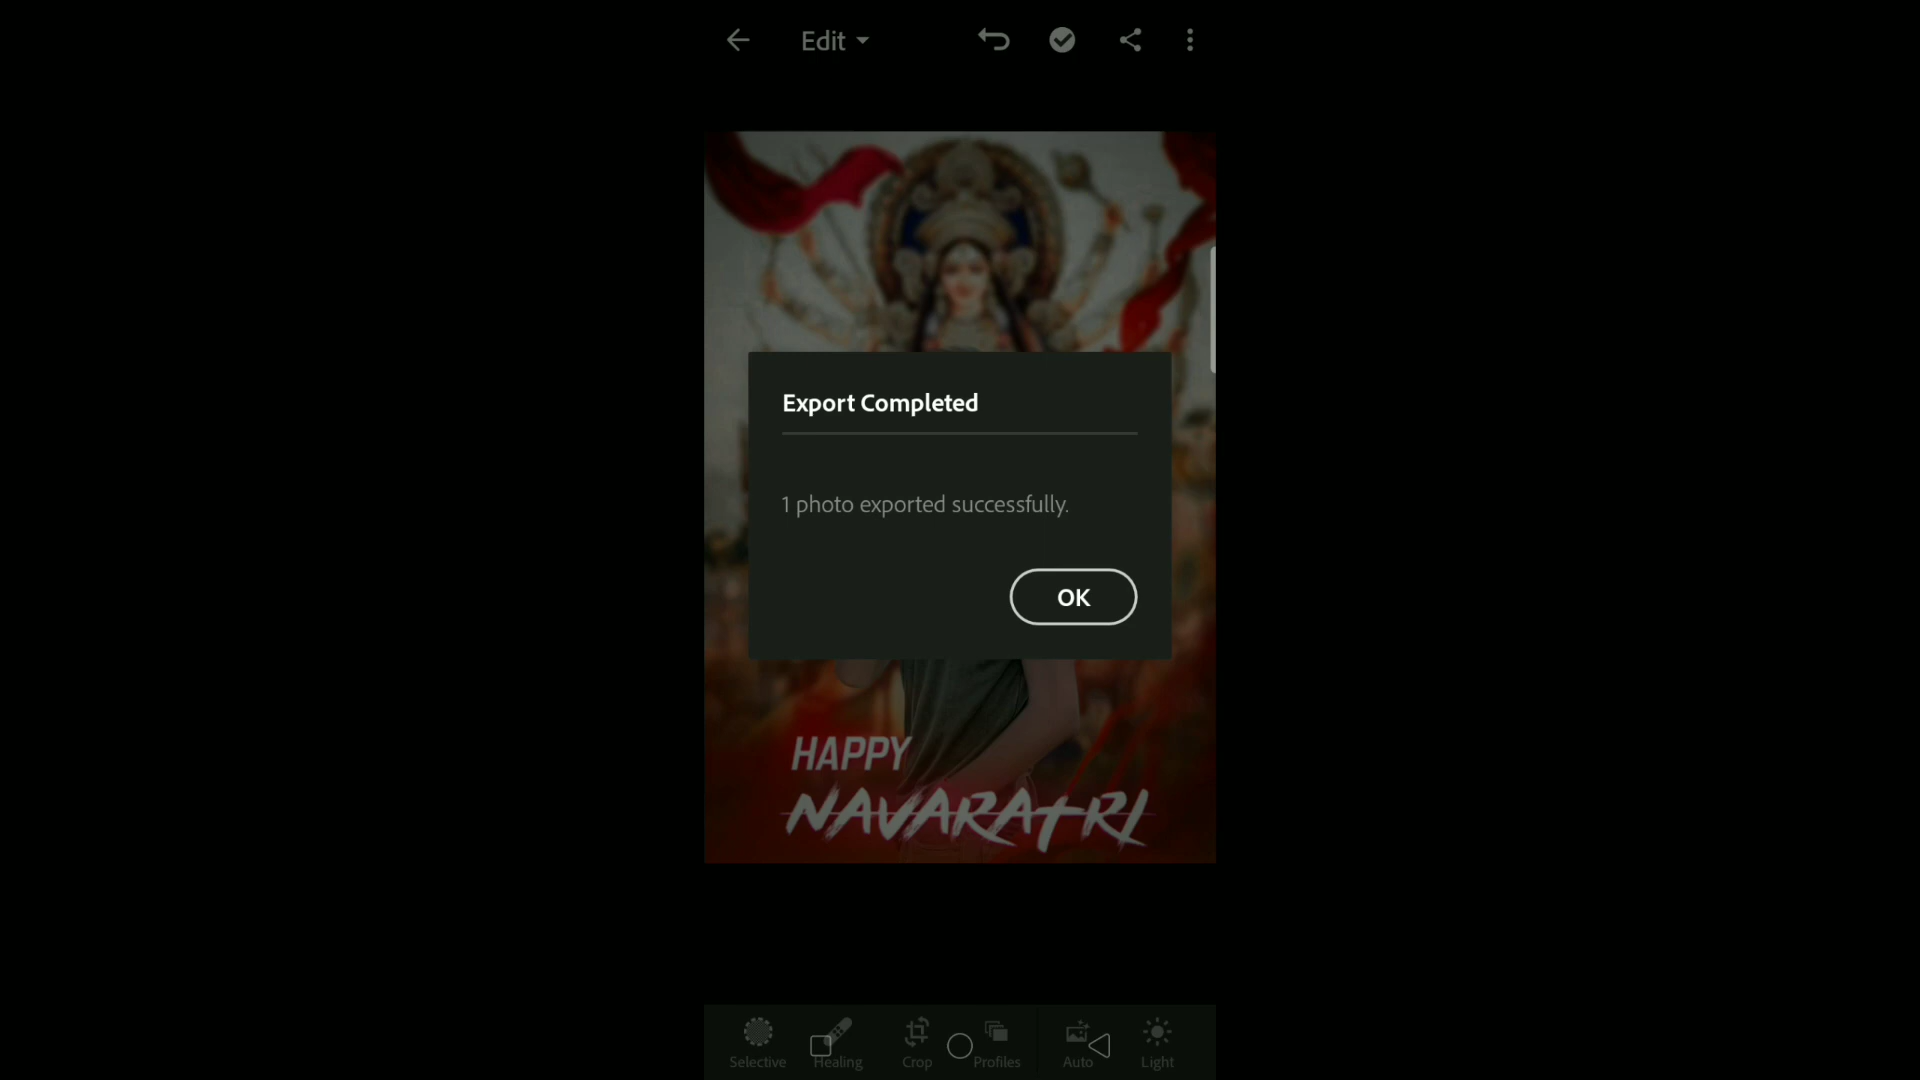 Edit
Export Completed
1 photo exported successfully.
OK
HAPPY
NAVARATRI
Selective
Healing
Crop
Profiles
Auto
Light